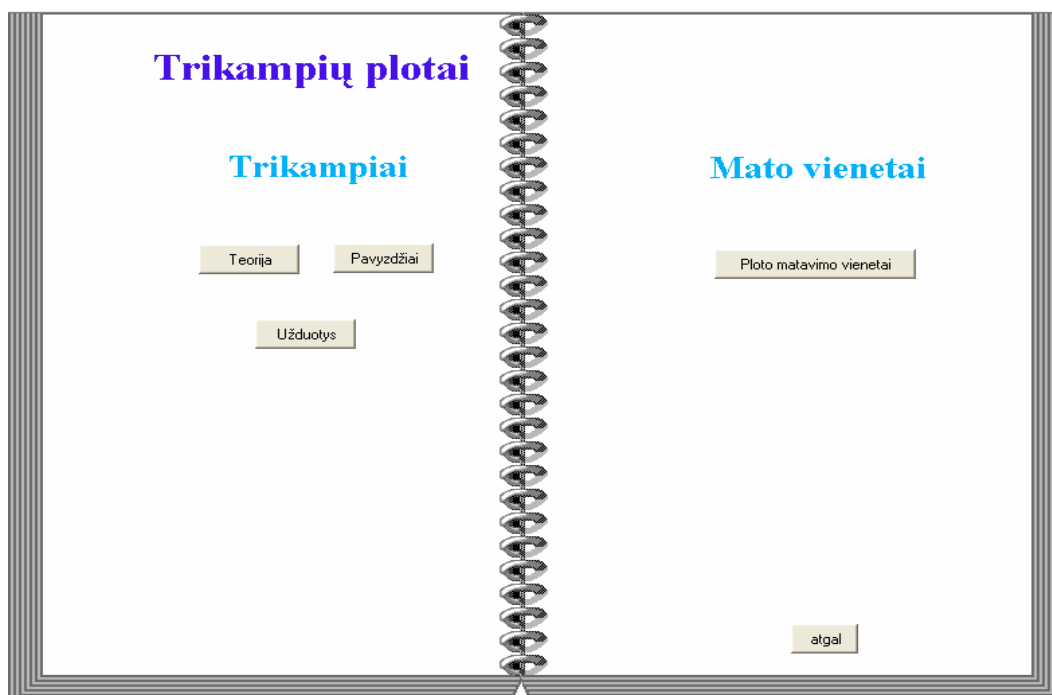 Trikampių plotai
Trikampiai
Teorija
Pavyzdžiai
Užduotys
Mato vienetai
Ploto matavimo vienetai
atgal